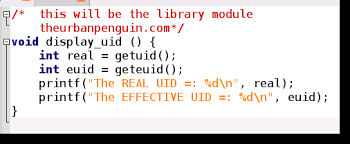 /*  this will be the library module
    theurbanpenguin.com*/
void display_uid () {
    int real = getuid();
    int euid = geteuid();
    printf("The REAL UID =: %d\n", real);
    printf("The EFFECTIVE UID =: %d\n", euid);
}